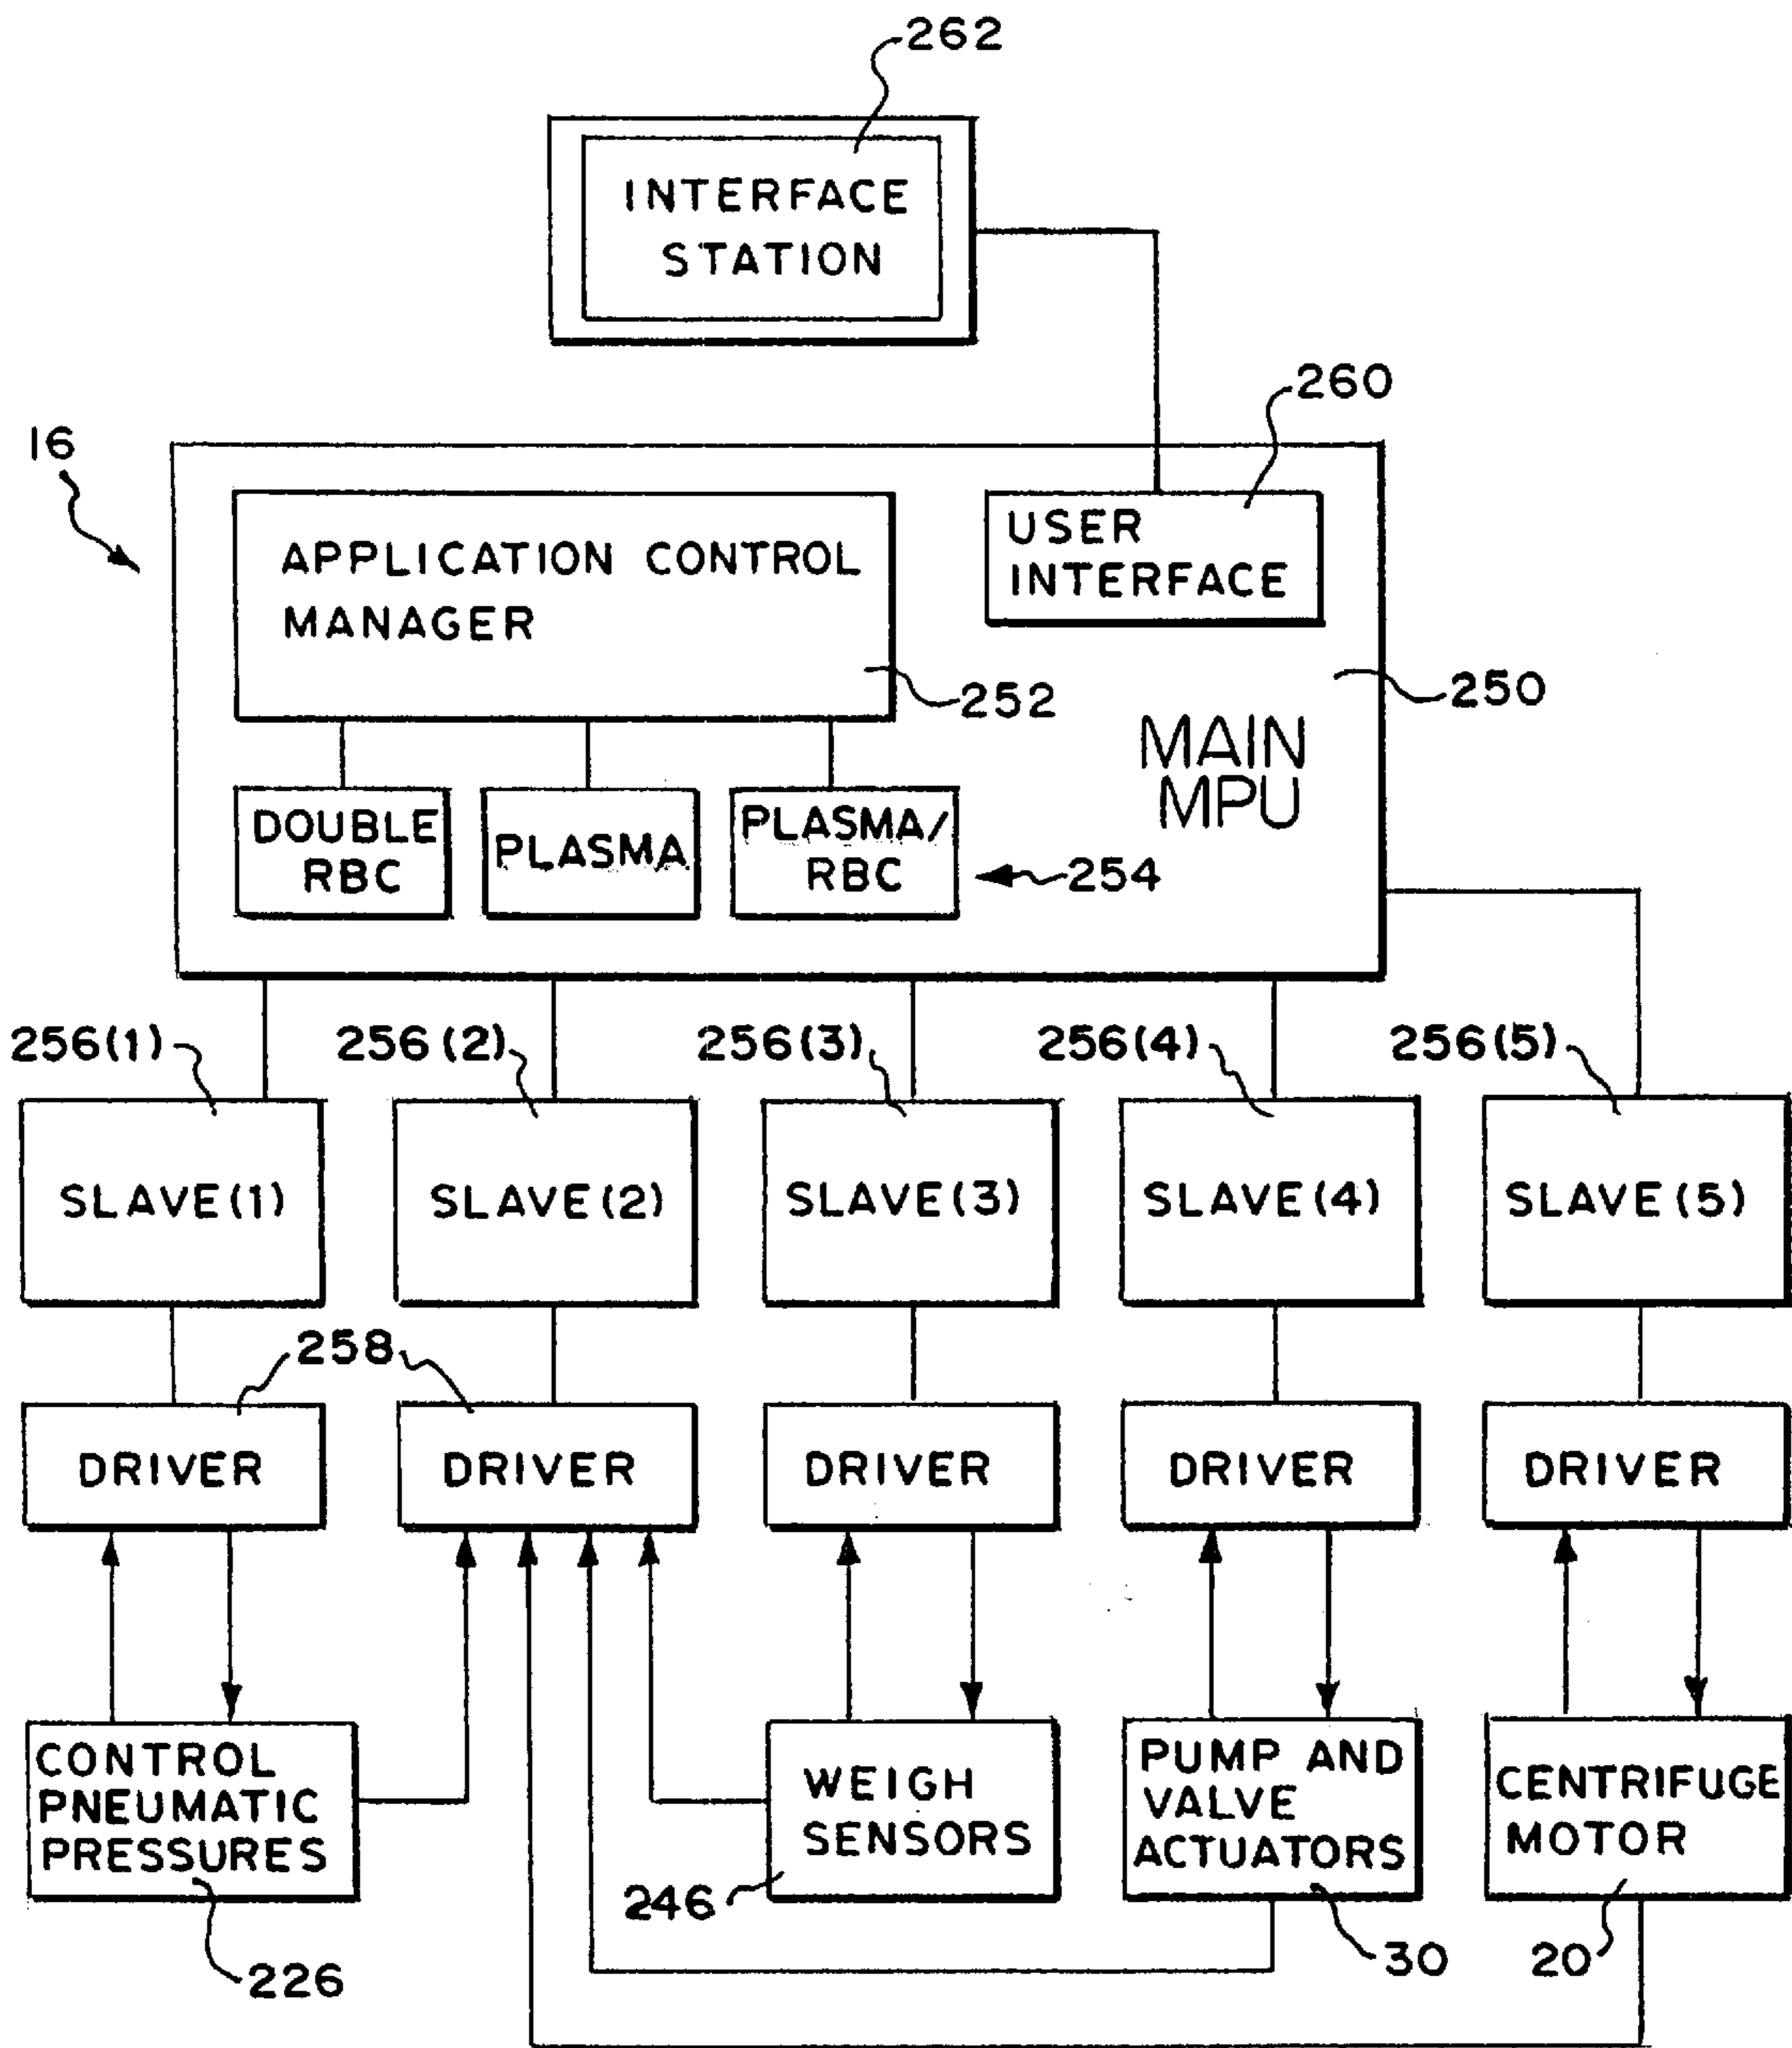 262
INTERFACE
STATION
260
16
APPLICATION CONTROL
MANAGER
USER
INTERFACE
252
250
MAIN
MPU
DOUBLE
RBC
PLASMA
PLASMA/
RBC
254
256(1)
256(2)
256(3)
256(4)
256(5)
SLAVE(1)
SLAVE(2)
SLAVE(3)
SLAVE(4)
SLAVE(5)
258
DRIVER
DRIVER
DRIVER
DRIVER
DRIVER
CONTROL
PNEUMATIC
PRESSURES
WEIGH
SENSORS
PUMP AND
VALVE
ACTUATORS
CENTRIFUGE
MOTOR
246
226
30
20